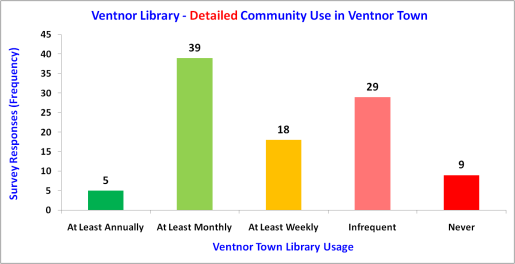 Ventnor Library - Detailed Community Use in Ventnor Town
Survey Responses (Frequency)
45
40
35
30
25
20
15
10
5
0
5
39
18
29
9
At Least Annually
At Least Monthly
At Least Weekly
Infrequent
Never
Ventnor Town Library Usage